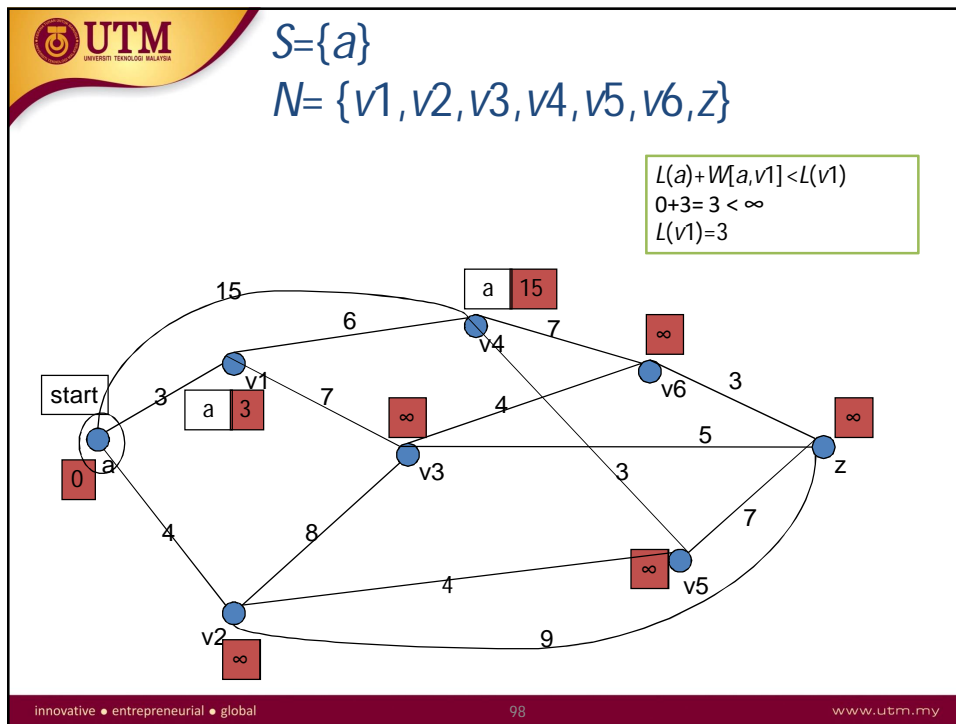 UTM
UNIVERSITI TEKNOLOGI MALAYSIA
S={a}
N= {v1,v2,v3,v4,v5,v6,z}
L(a)+W[a,v1]<L(v1)
0+3= 3 < ∞
L(v1)=3
15
a 15
6
v4
7
∞
v1
v6
3
start
3
a 3
7
∞
4
∞
5
a
0
v3
z
3
4
8
7
∞
v5
4
v2
9
∞
innovative ● entrepreneurial ● global
98
www.utm.my